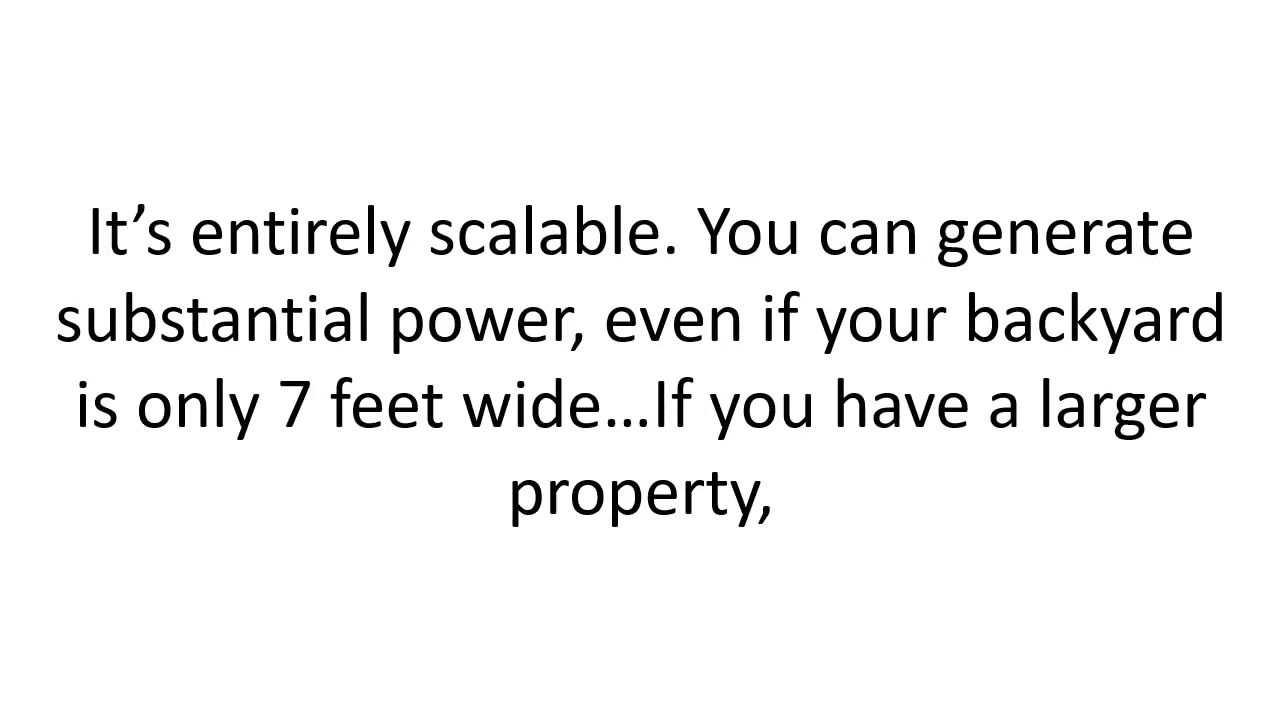 It’s entirely scalable. You can generate
substantial power, even if your backyard
is only 7 feet wide…If you have a larger
property,